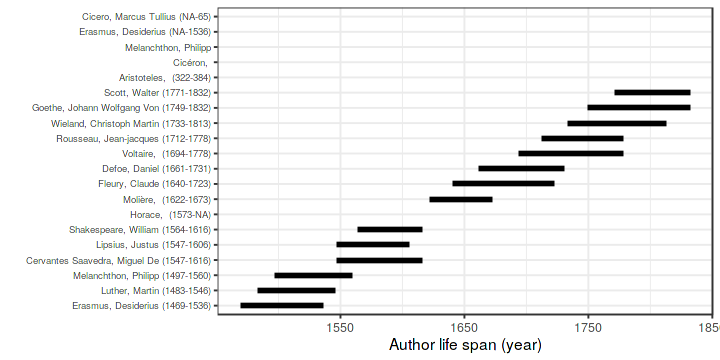 Cicero, Marcus Tullius (NA-65)
Erasmus, Desiderius (NA-1536)
Melanchthon, Philipp
Cicéron,
Aristoteles, (322-384)
Scott, Walter (1771-1832)
Goethe, Johann Wolfgang Von (1749-1832)
Wieland, Christoph Martin (1733-1813)
Rousseau, Jean-jacques (1712-1778)
Voltaire, (1694-1778)
Defoe, Daniel (1661-1731)
Fleury, Claude (1640-1723)
Molière, (1622-1673)
Horace, (1573-NA)
Shakespeare, William (1564-1616)
Lipsius, Justus (1547-1606)
Cervantes Saavedra, Miguel De (1547-1616)
Melanchthon, Philipp (1497-1560)
Luther, Martin (1483-1546)
Erasmus, Desiderius (1469-1536)
1550 1650 1750 185
Author life span (year)